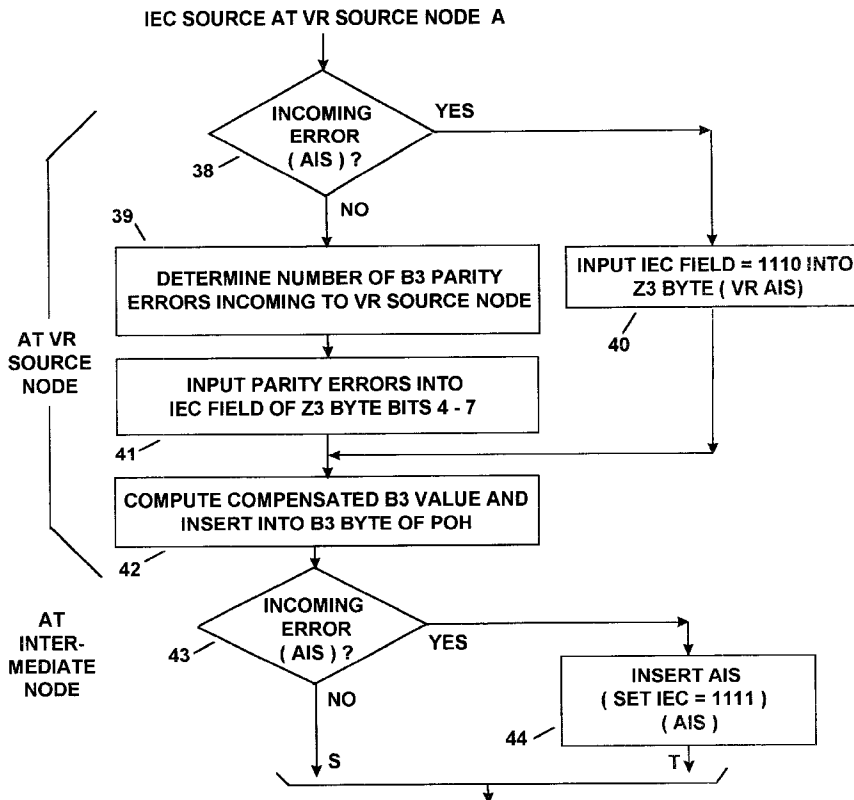 IEC SOURCE AT VR SOURCE NODE A
INCOMING
ERROR
( AIS ) ?
YES
38
NO
39
DETERMINE NUMBER OF B3 PARITY
ERRORS INCOMING TO VR SOURCE NODE
INPUT IEC FIELD = 1110 INTO
Z3 BYTE ( VR AIS)
40
AT VR
SOURCE
NODE
INPUT PARITY ERRORS INTO
IEC FIELD OF Z3 BYTE BITS 4 - 7
41
COMPUTE COMPENSATED B3 VALUE AND
INSERT INTO B3 BYTE OF POH
42
AT
INTER-
MEDIATE
NODE
INCOMING
ERROR
( AIS ) ?
YES
43
NO
INSERT AIS
( SET IEC = 1111 )
( AIS )
44
S
T